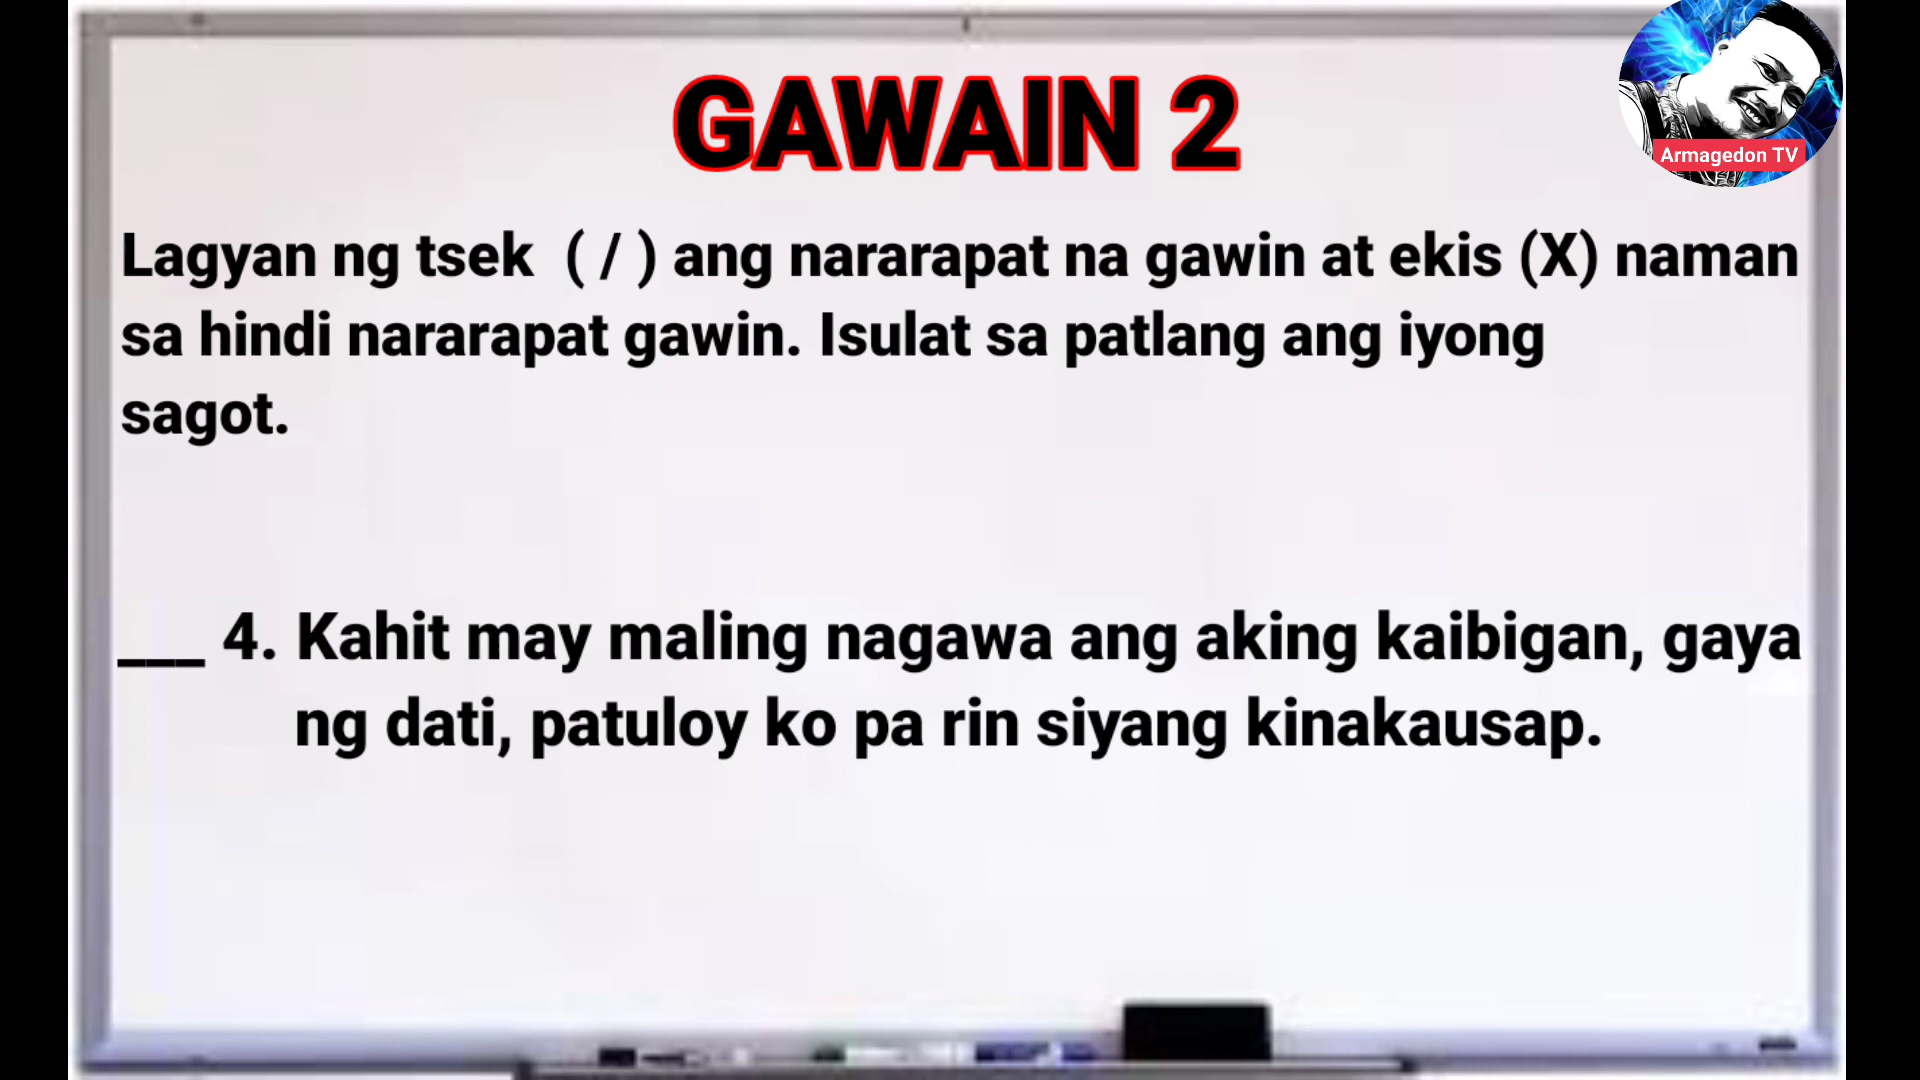 GAWAIN 2
Armagedon TV
Lagyan ng tsek ( / ) ang nararapat na gawin at ekis (X) naman
sa hindi nararapat gawin. Isulat sa patlang ang iyong
sagot.
___ 4. Kahit may maling nagawa ang aking kaibigan, gaya
ng dati, patuloy ko pa rin siyang kinakausap.